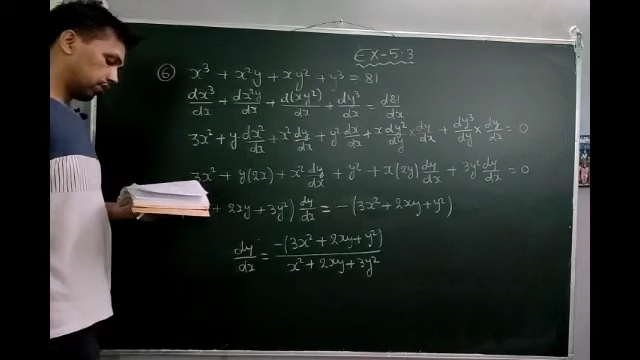 EX-5.3
⑥ x³ + x²y + xy² + y³ = 81
dx³/dx + dx²y/dx + d(xy²)/dx + dy³/dx = d81/dx
3x² + y·dx²/dx + x² dy/dx + y² dx/dx + x dy²/dy × dy/dx + dy³/dy × dy/dx = 0
3x² + y(2x) + x² dy/dx + y² + x(2y) dy/dx + 3y² dy/dx = 0
+ 2xy + 3y²) dy/dx = -(3x² + 2xy + y²)
dy/dx = -(3x² + 2xy + y²) / x² + 2xy + 3y²